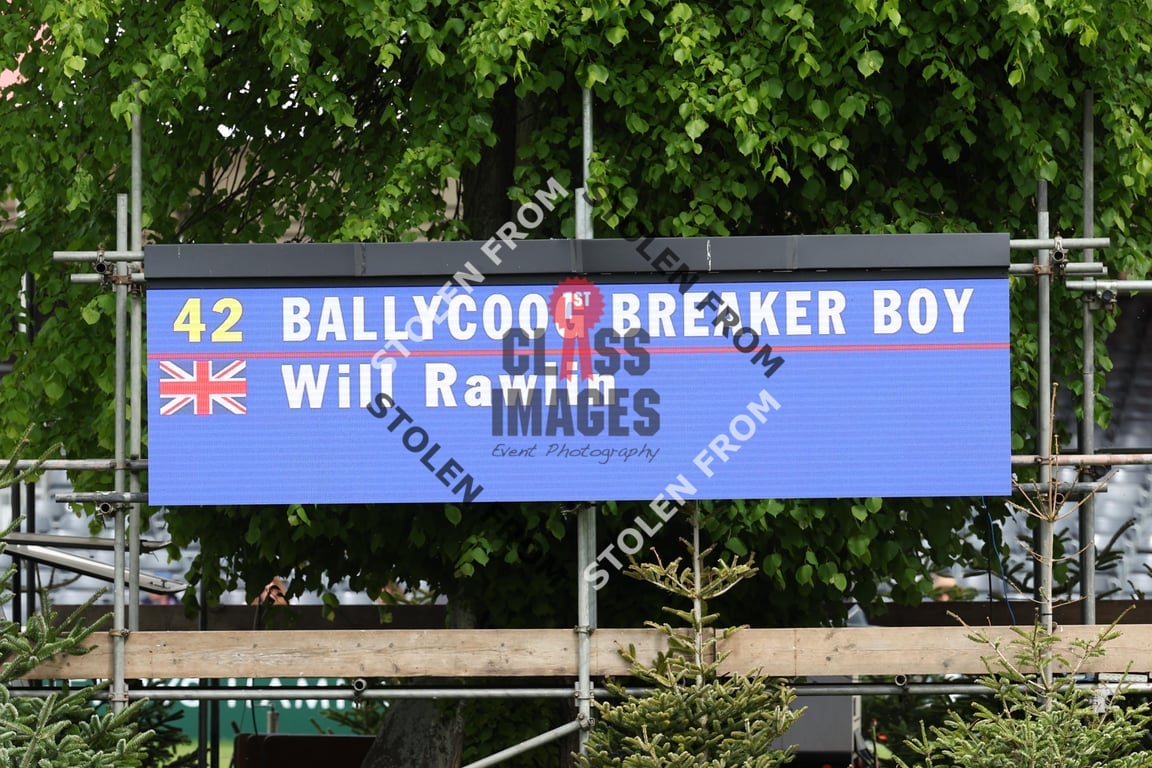 42 BALLYCOOG BREAKER BOY
Will Rawlin
1ST
CLASS
IMAGES
Event Photography
STOLEN FROM
STOLEN FROM
STOLEN FROM
STOLEN FROM